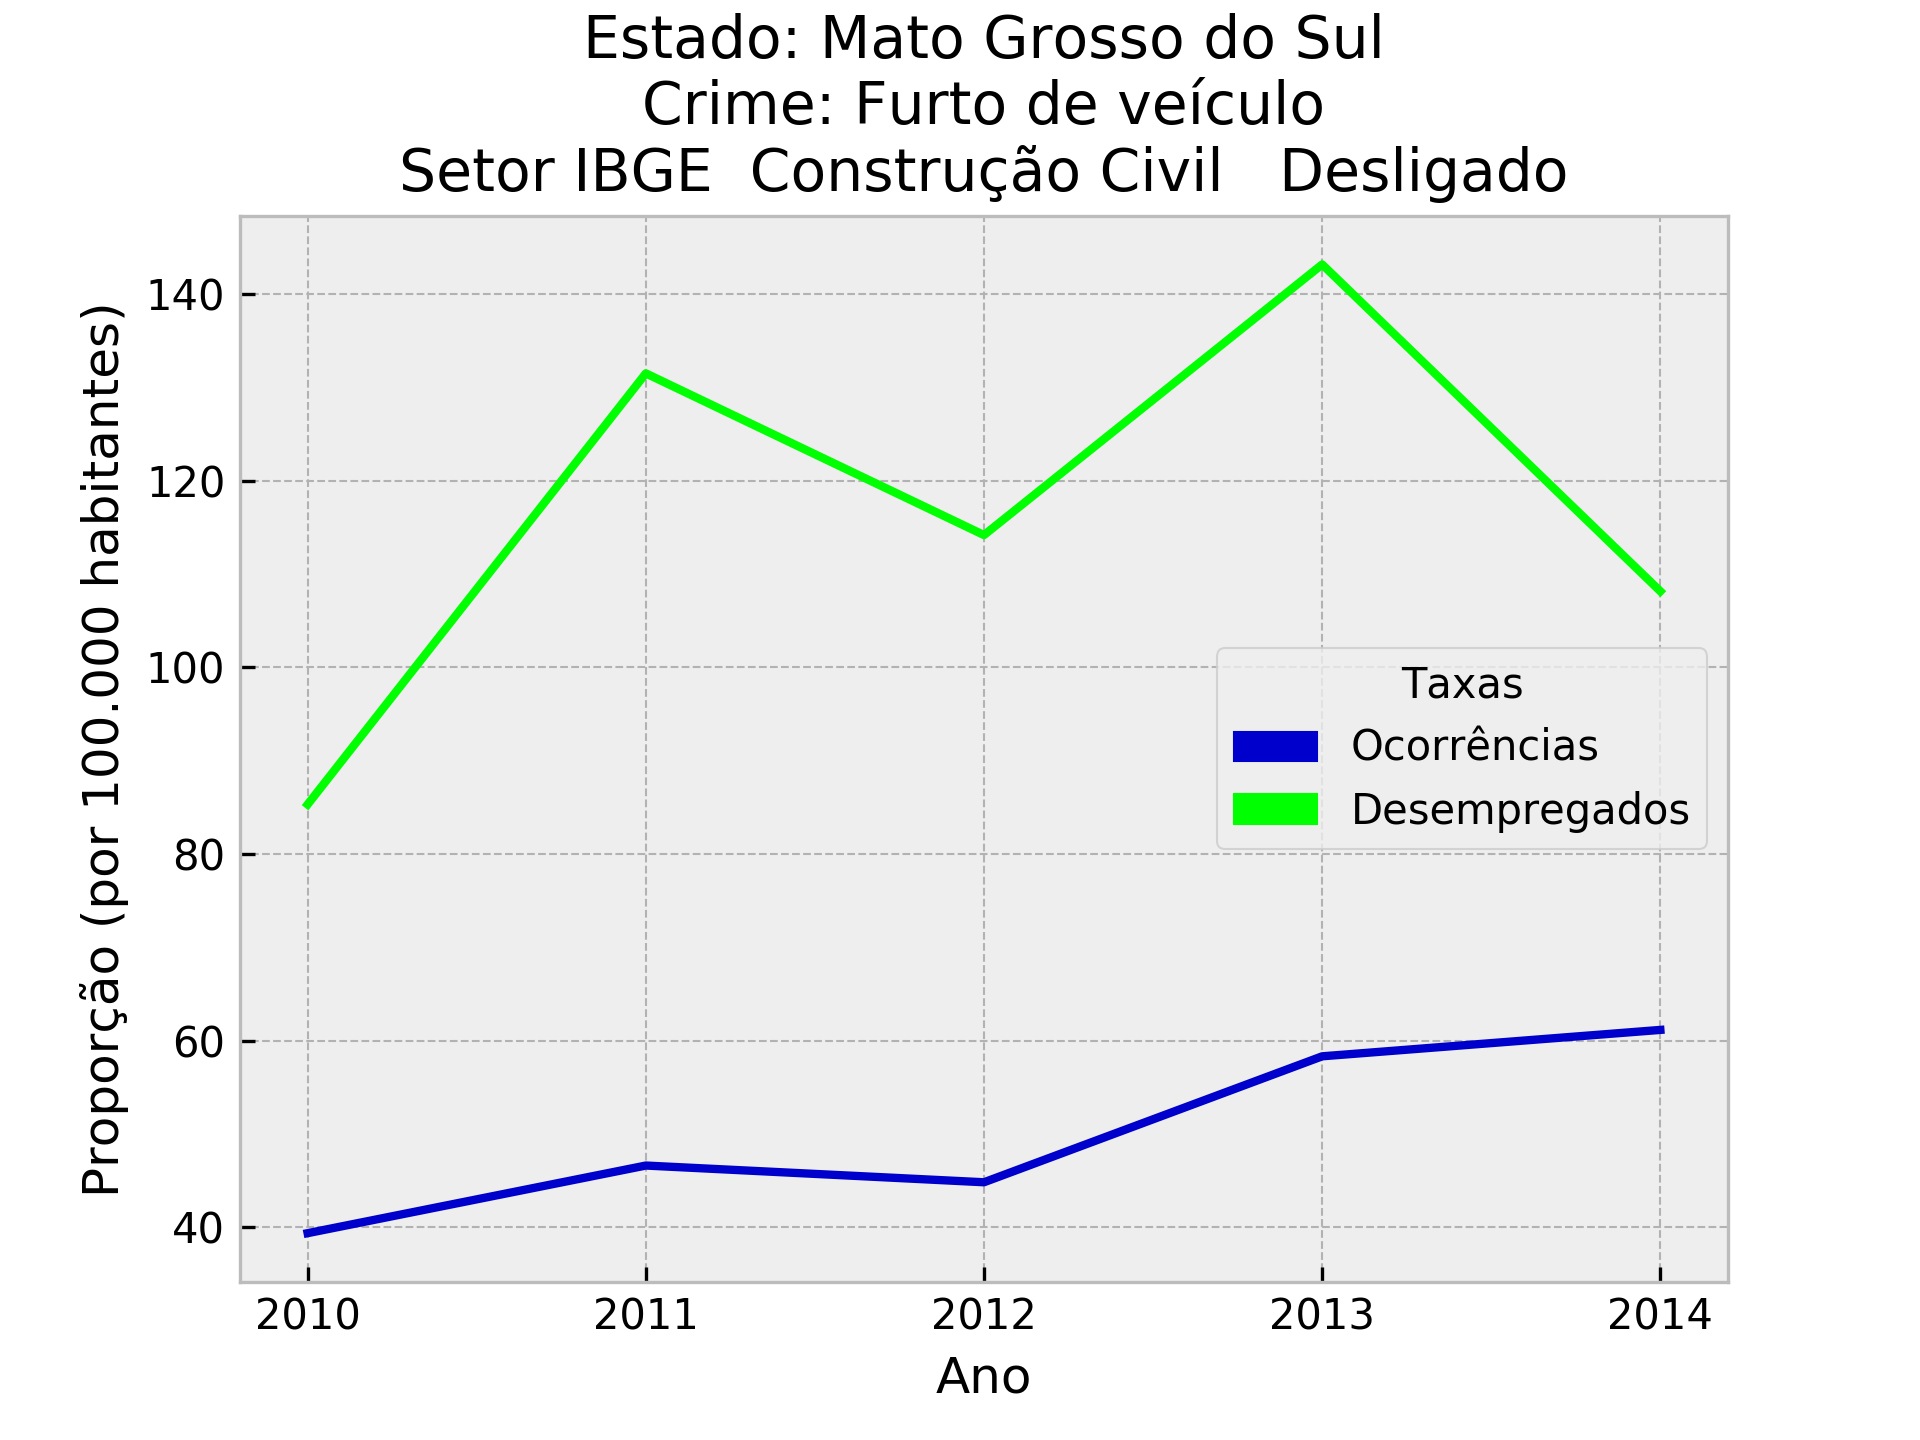 Estado: Mato Grosso do Sul
Crime: Furto de veículo
Setor IBGE  Construção Civil   Desligado
Proporção (por 100.000 habitantes)
140
120
100
80
60
40
Taxas
Ocorrências
Desempregados
2010 2011 2012 2013 2014
Ano